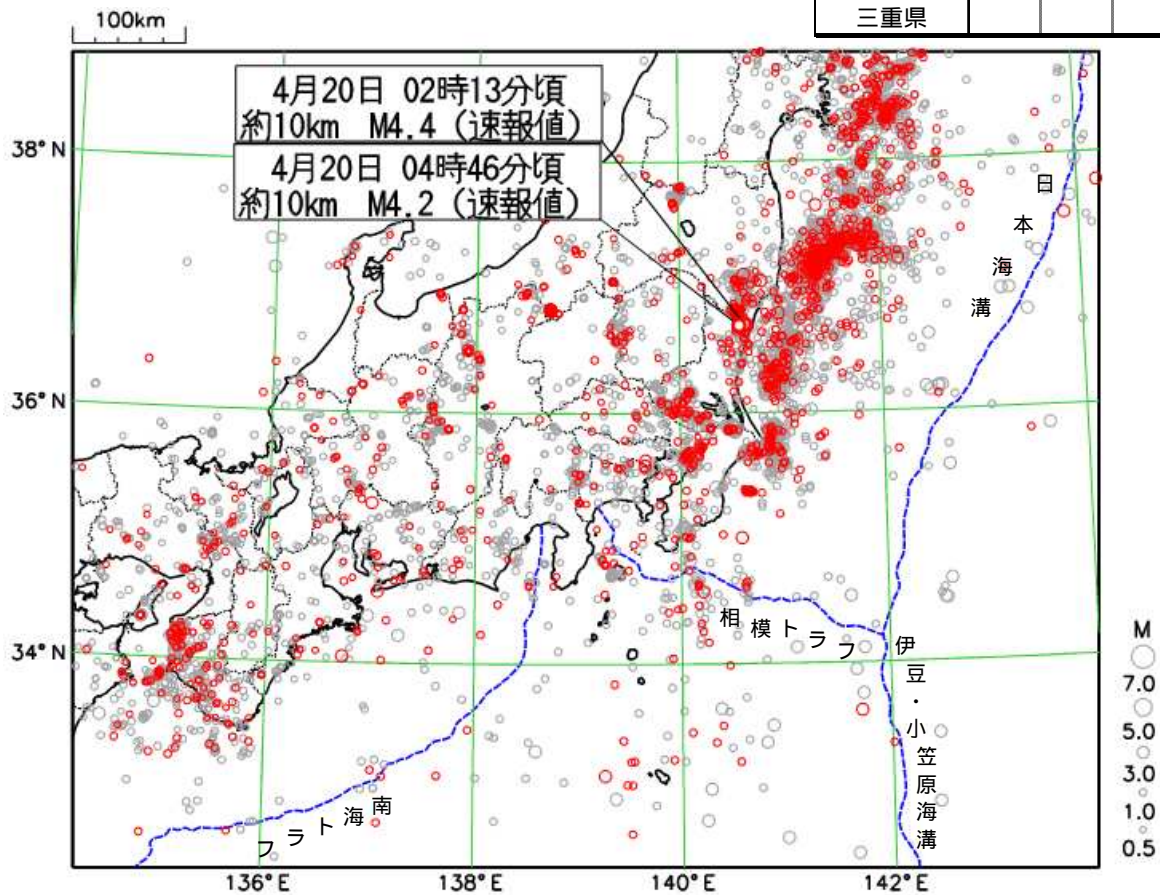 100km
三重県
4月20日 02時13分頃
約10km M4.4（速報値）
4月20日 04時46分頃
約10km M4.2（速報値）
38°N
36°N
34°N
日本海溝
相模トラフ
伊豆・小笠原海溝
南海トラフ
M
7.0
5.0
3.0
1.0
0.5
136°E
138°E
140°E
142°E